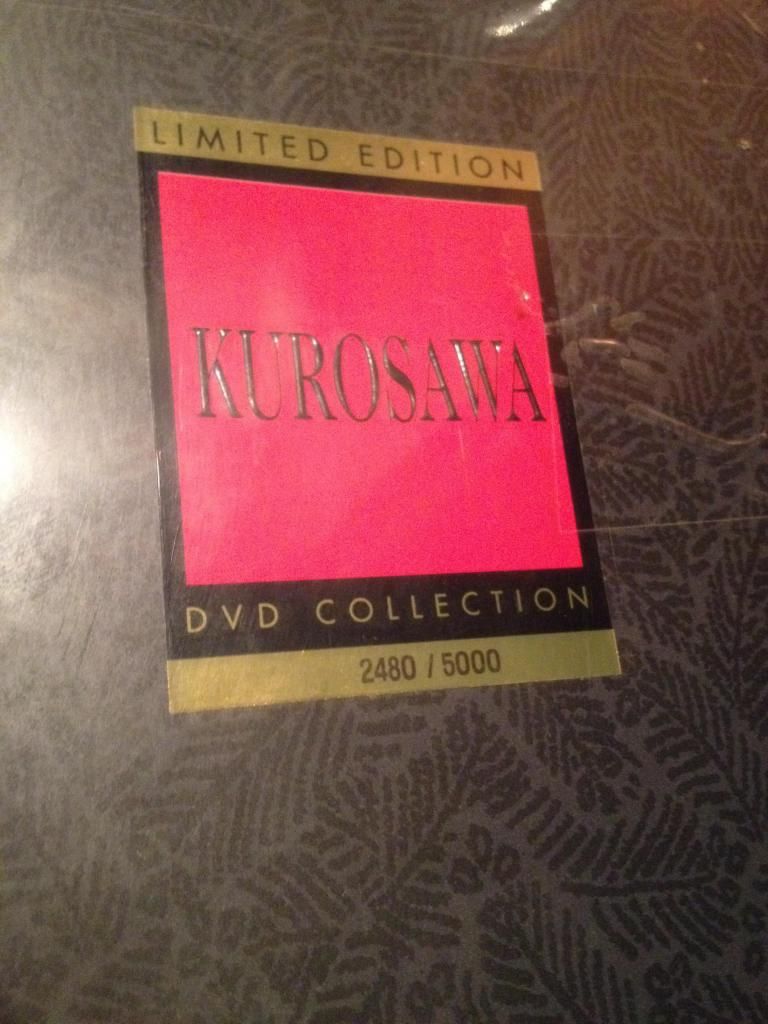 LIMITED EDITION
KUROSAWA
DVD COLLECTION
2480 / 5000